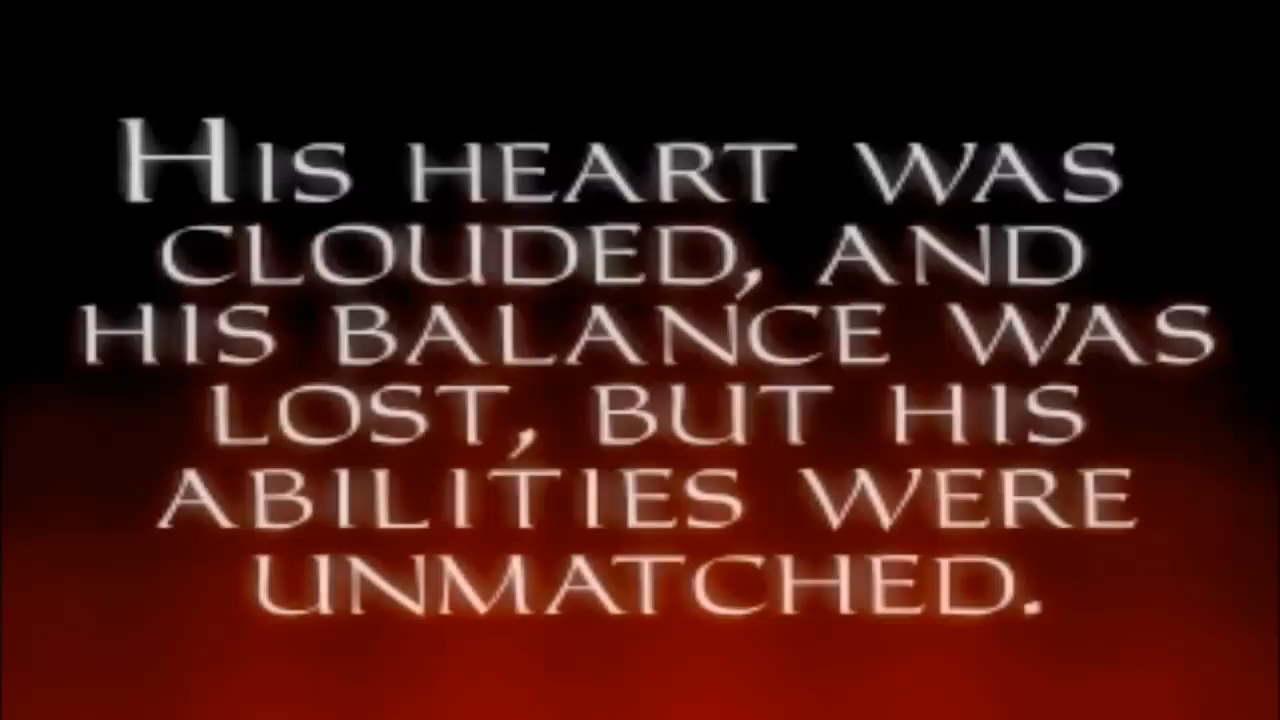 His heart was
clouded, and
his balance was
lost, but his
abilities were
unmatched.